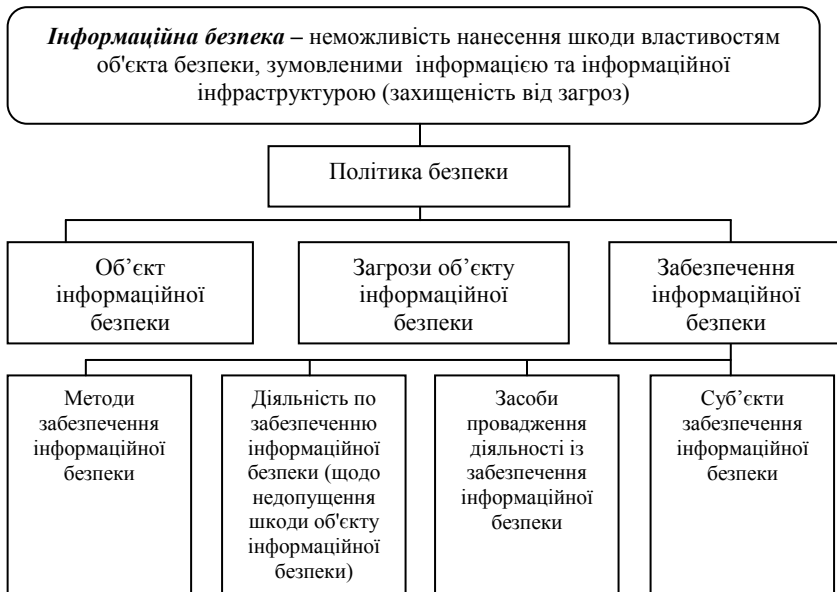 Інформаційна безпека – неможливість нанесення шкоди властивостям
об'єкта безпеки, зумовленими інформацією та інформаційної
інфраструктурою (захищеність від загроз)
Політика безпеки
Об’єкт
інформаційної
безпеки
Загрози об’єкту
інформаційної
безпеки
Забезпечення
інформаційної
безпеки
Методи
забезпечення
інформаційної
безпеки
Діяльність по
забезпеченню
інформаційної
безпеки (щодо
недопущення
шкоди об'єкту
інформаційної
безпеки)
Засоби
провадження
діяльності із
забезпечення
інформаційної
безпеки
Суб’єкти
забезпечення
інформаційної
безпеки